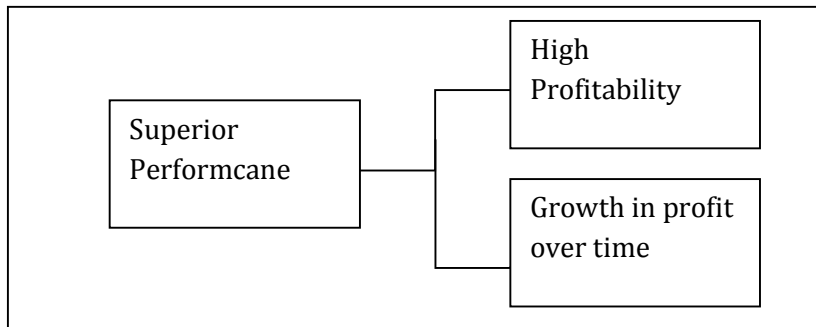 Superior
Performcane
High
Profitability
Growth in profit
over time